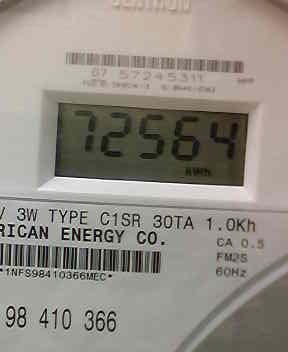 07 57245311
72564
kWh
V 3W TYPE C1SR 30TA 1.0Kh
RICAN ENERGY CO.
CA 0.5
FM2S
60Hz
*1NFS98410366MEC*
98 410 366